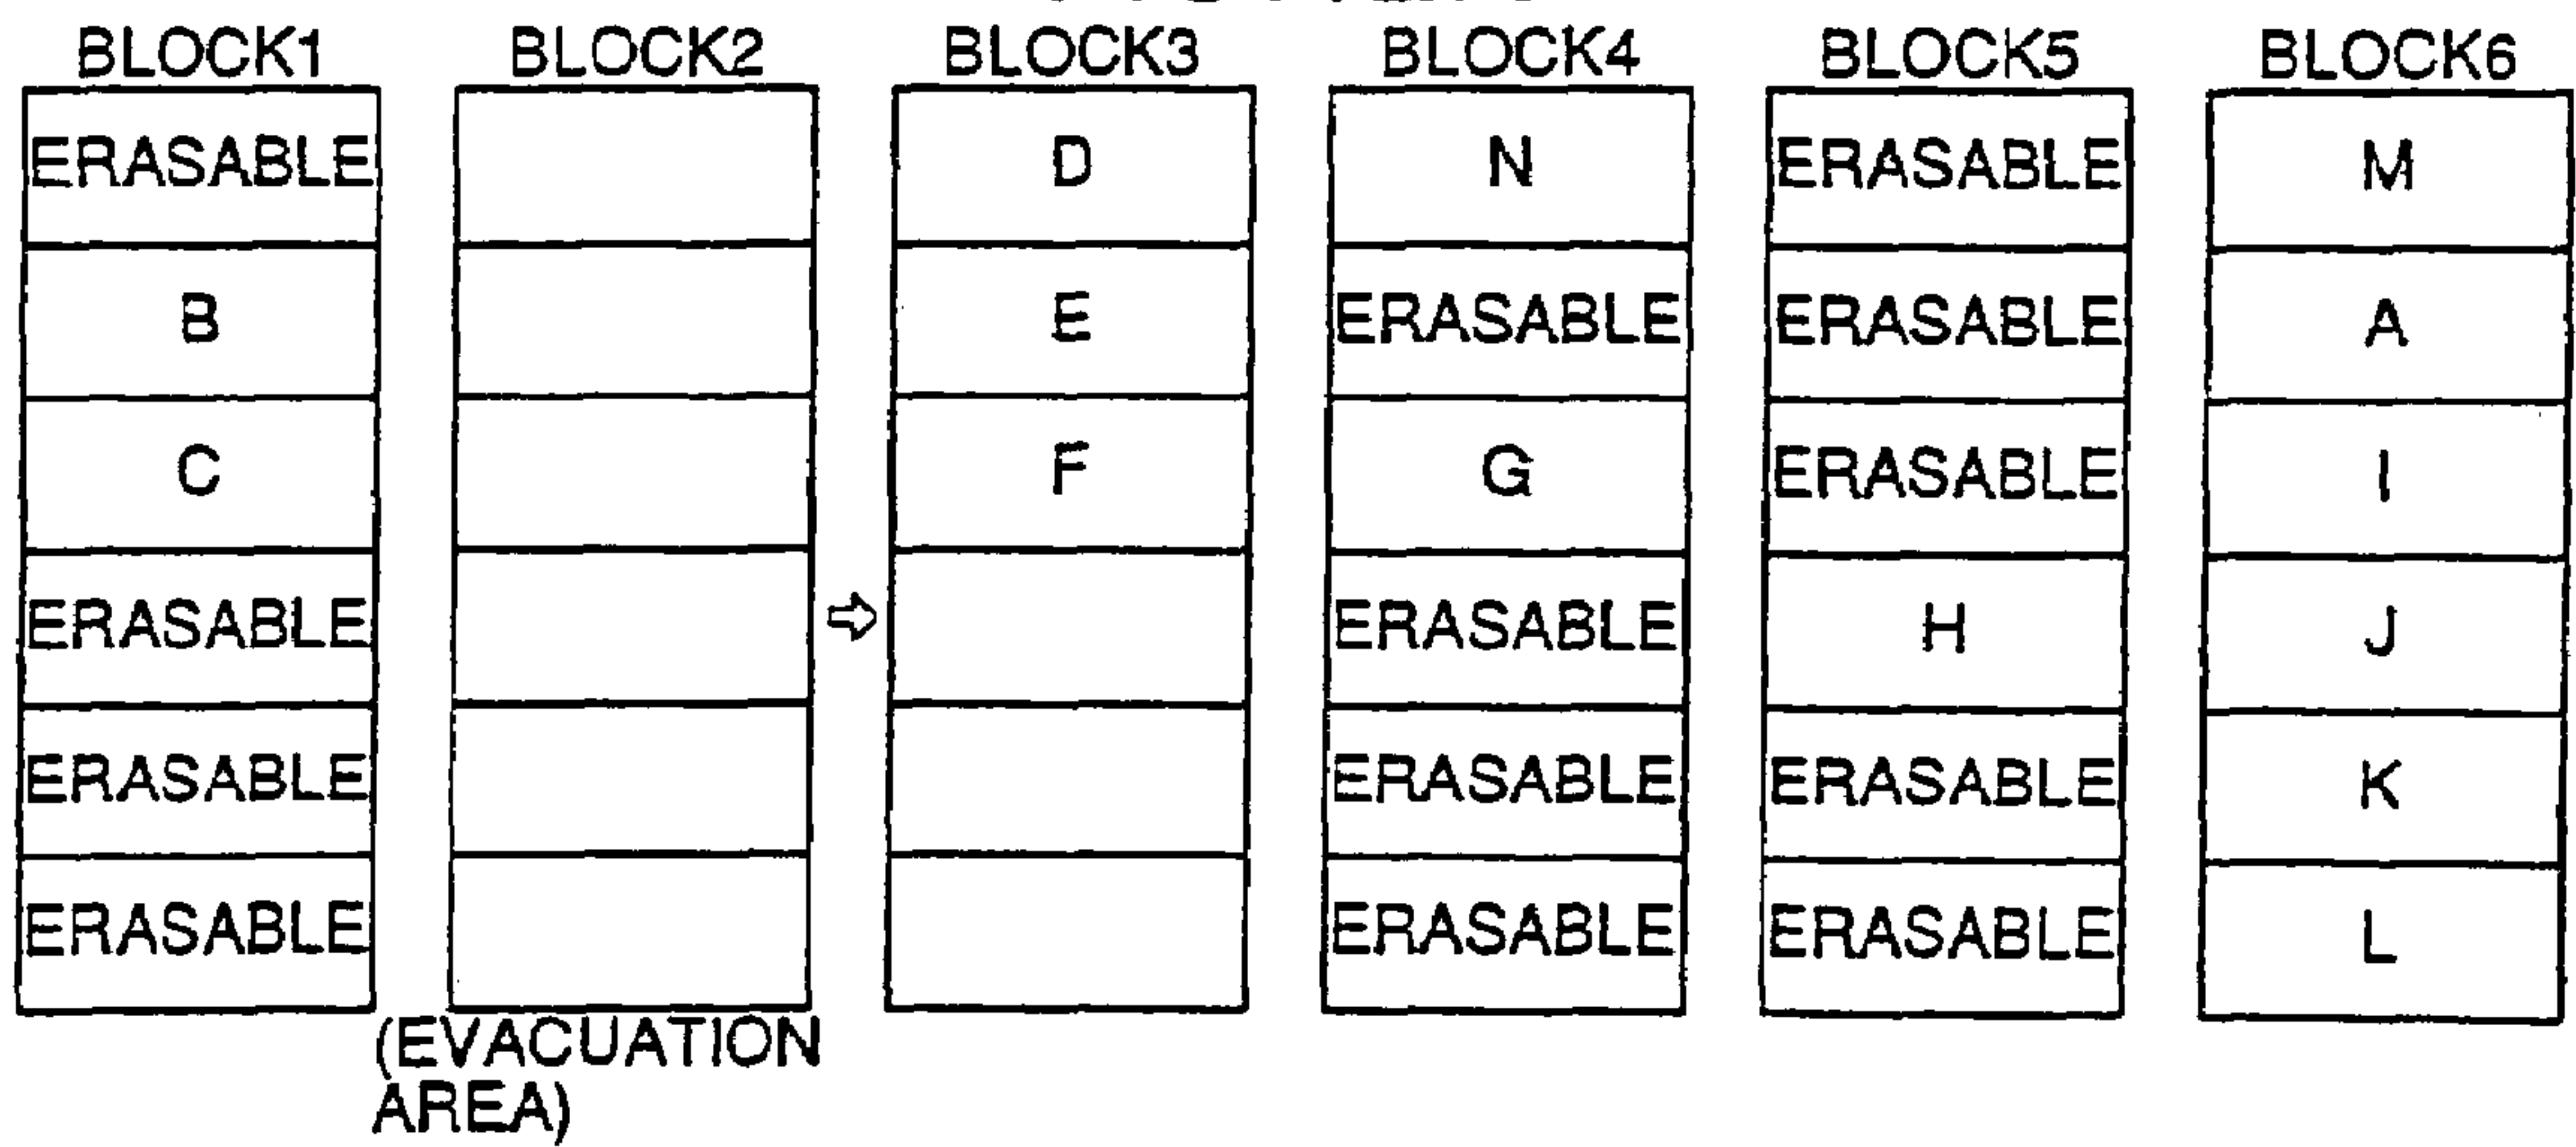 BLOCK1 BLOCK2 BLOCK3 BLOCK4 BLOCK5 BLOCK6
ERASABLE D N ERASABLE M
B E ERASABLE ERASABLE A
C F G ERASABLE I
ERASABLE ERASABLE H J
ERASABLE ERASABLE ERASABLE K
ERASABLE ERASABLE ERASABLE L
(EVACUATION
AREA)